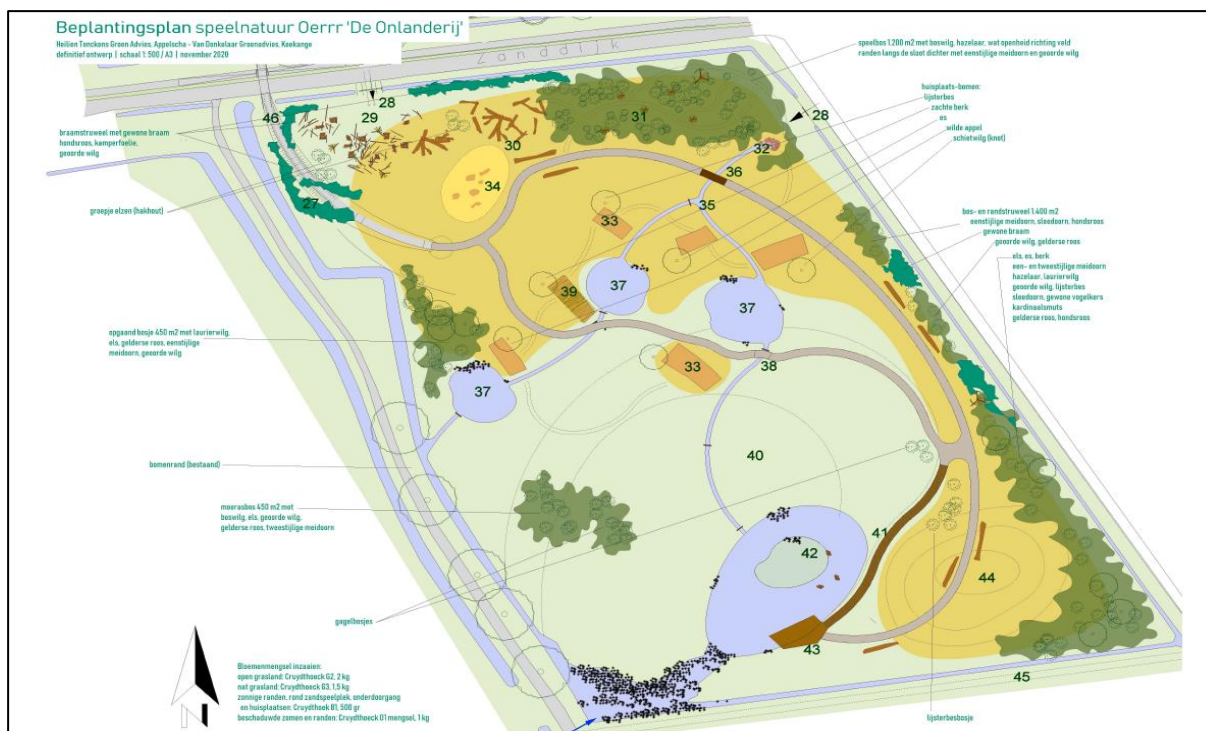 Beplantingsplan speelnatuur Oerrr 'De Onlanderij'
Heilien Tonckens Groen Advies, Appelscha - Van Donkelaar Groenadvies, Koekange
definitief ontwerp | schaal 1: 500 / A3 | november 2020
Zanddijk
speelbos 1.200 m2 met boswilg, hazelaar, wat openheid richting veld
randen langs de sloot dichter met eenstijlige meidoorn en geoorde wilg
huisplaats-bomen:
lijsterbes
zachte berk
es
wilde appel
schietwilg (knot)
28
46
28
29
31
28
braamstruweel met gewone braam
hondsroos, kamperfoelie,
geoorde wilg
30
32
36
34
27
35
33
groepje elzen (hakhout)
bos- en randstruweel 1.400 m2
eenstijlige meidoorn, sleedoorn, hondsroos
gewone braam
geoorde wilg, gelderse roos
els, es, berk
een- en tweestijlige meidoorn
hazelaar, laurierwilg
geoorde wilg, lijsterbes
sleedoorn, gewone vogelkers
kardinaalsmuts
gelderse roos, hondsroos
37
39
37
opgaand bosje 450 m2 met laurierwilg,
els, gelderse roos, eenstijlige
meidoorn, geoorde wilg
33
38
37
40
bomenrand (bestaand)
moerasbos 450 m2 met
boswilg, els, geoorde wilg,
gelderse roos, tweestijlige meidoorn
41
42
44
gagelbosjes
43
45
Bloemenmengsel inzaaien:
open grasland: Cruydthoeck G2, 2 kg
nat grasland: Cruydthoeck G3, 1,5 kg
zonnige randen, rond zandspeelplek, onderdoorgang
en huisplaatsen: Cruydthoek B1, 500 gr
beschaduwde zomen en randen: Cruydthoeck O1 mengsel, 1 kg
N
lijsterbesbosje